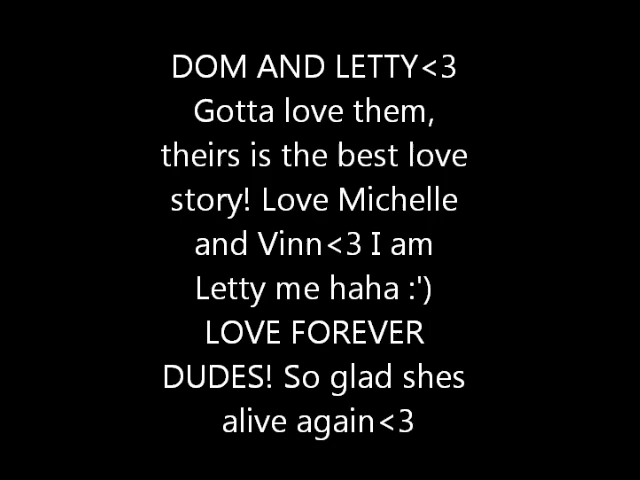 DOM AND LETTY<3
Gotta love them,
theirs is the best love
story! Love Michelle
and Vinn<3 I am
Letty me haha :')
LOVE FOREVER
DUDES! So glad shes
alive again<3